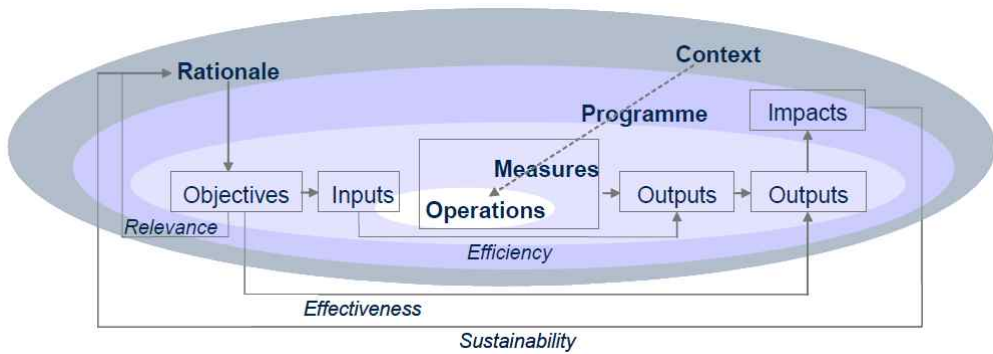 Context
Rationale
Programme
Impacts
Measures
Objectives
Inputs
Outputs
Outputs
Operations
Relevance
Efficiency
Effectiveness
Sustainability